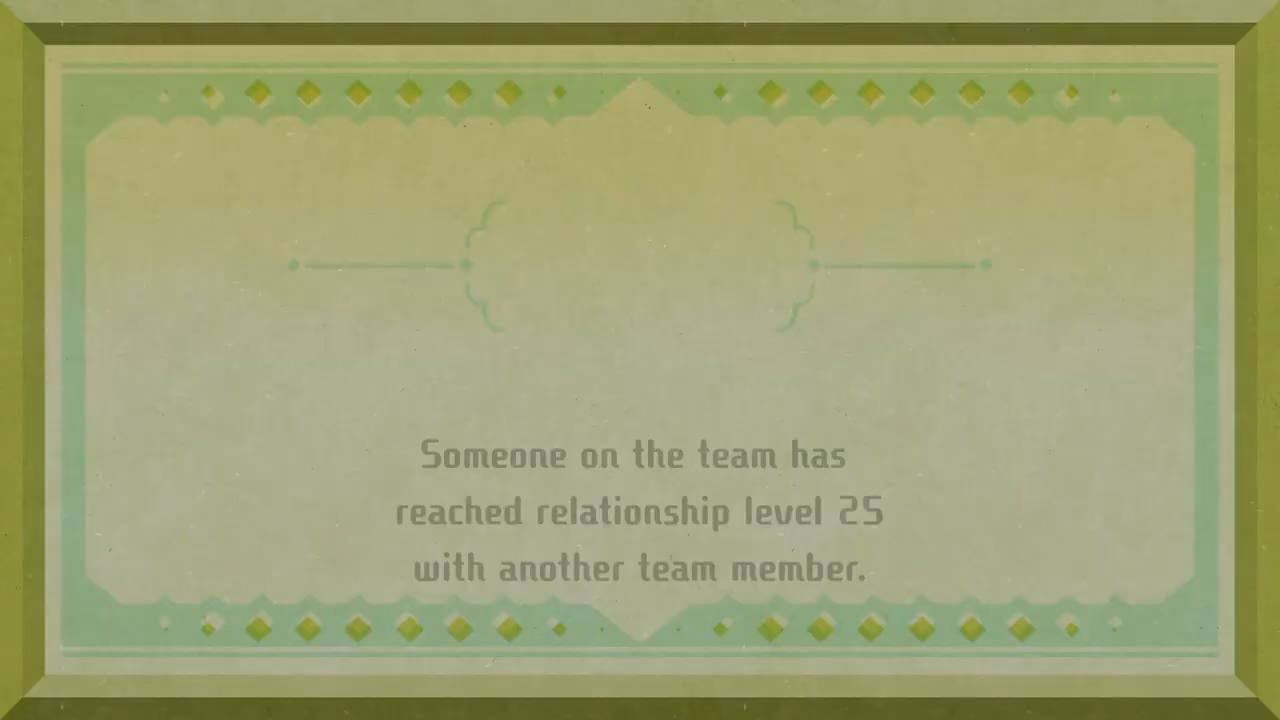 Someone on the team has
reached relationship level 25
with another team member.